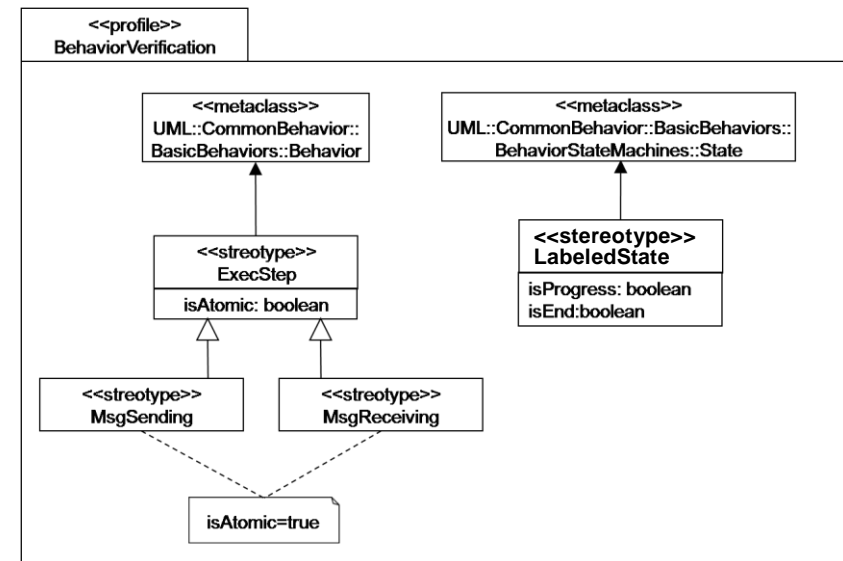 <<profile>>
BehaviorVerification
<<metaclass>>
UML::CommonBehavior::
BasicBehaviors::Behavior
<<metaclass>>
UML::CommonBehavior::BasicBehaviors::
BehaviorStateMachines::State
<<streotype>>
ExecStep
isAtomic: boolean
<<stereotype>>
LabeledState
isProgress: boolean
isEnd:boolean
<<streotype>>
MsgSending
<<streotype>>
MsgReceiving
isAtomic=true